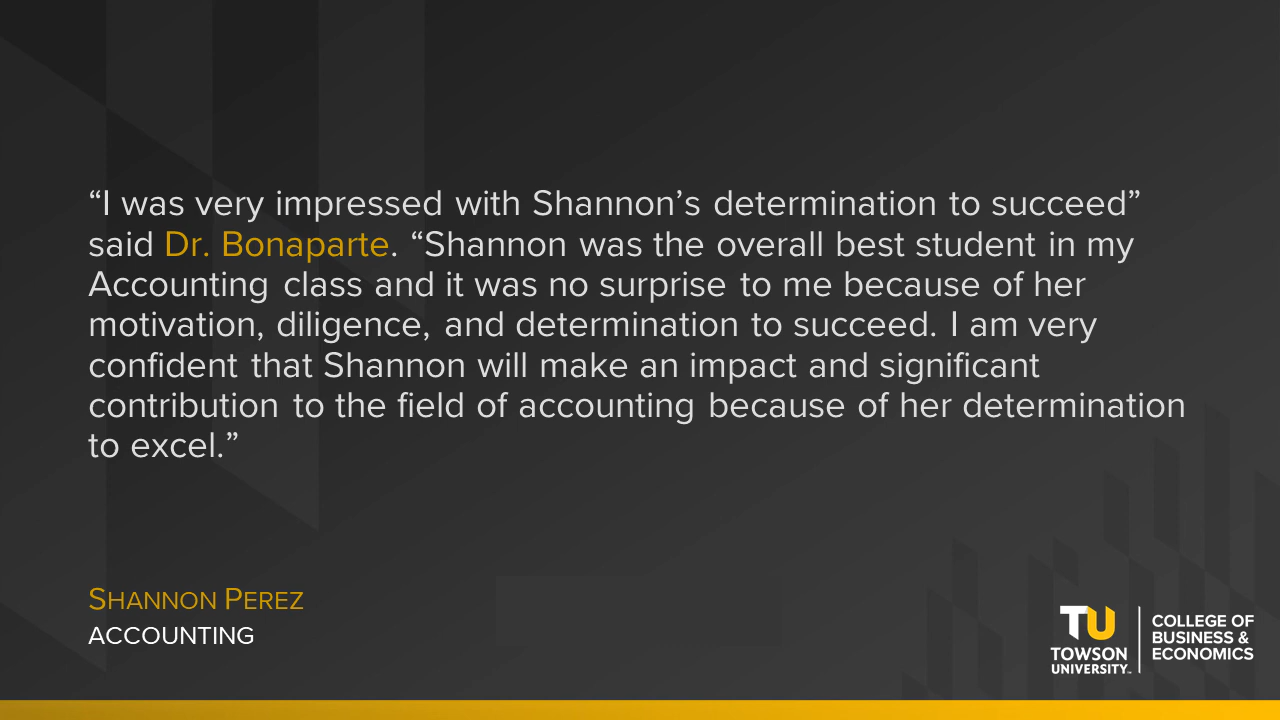 “I was very impressed with Shannon’s determination to succeed”
said Dr. Bonaparte. “Shannon was the overall best student in my
Accounting class and it was no surprise to me because of her
motivation, diligence, and determination to succeed. I am very
confident that Shannon will make an impact and significant
contribution to the field of accounting because of her determination
to excel.”
SHANNON PEREZ
ACCOUNTING
TU
TOWSON
UNIVERSITY™
COLLEGE OF
BUSINESS &
ECONOMICS